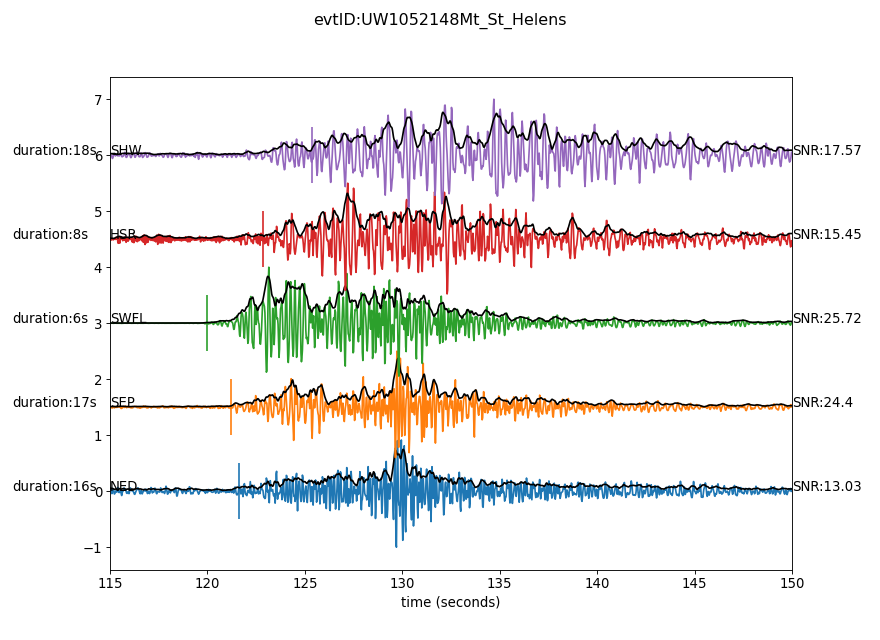 evtID:UW1052148Mt_St_Helens
7
duration:18s SHW SNR:17.57
6
5
duration:8s HSR SNR:15.45
4
duration:6s SWFL SNR:25.72
3
2
duration:17s SEP SNR:24.4
1
duration:16s NED SNR:13.03
0
−1
115 120 125 130 135 140 145 150
time (seconds)